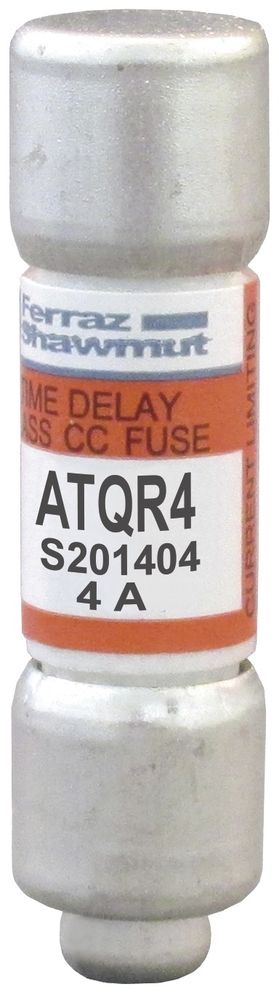 Ferraz
Shawmut
TIME DELAY
ASS CC FUSE
ATQR4
S201404
4 A
CURRENT LIMITING